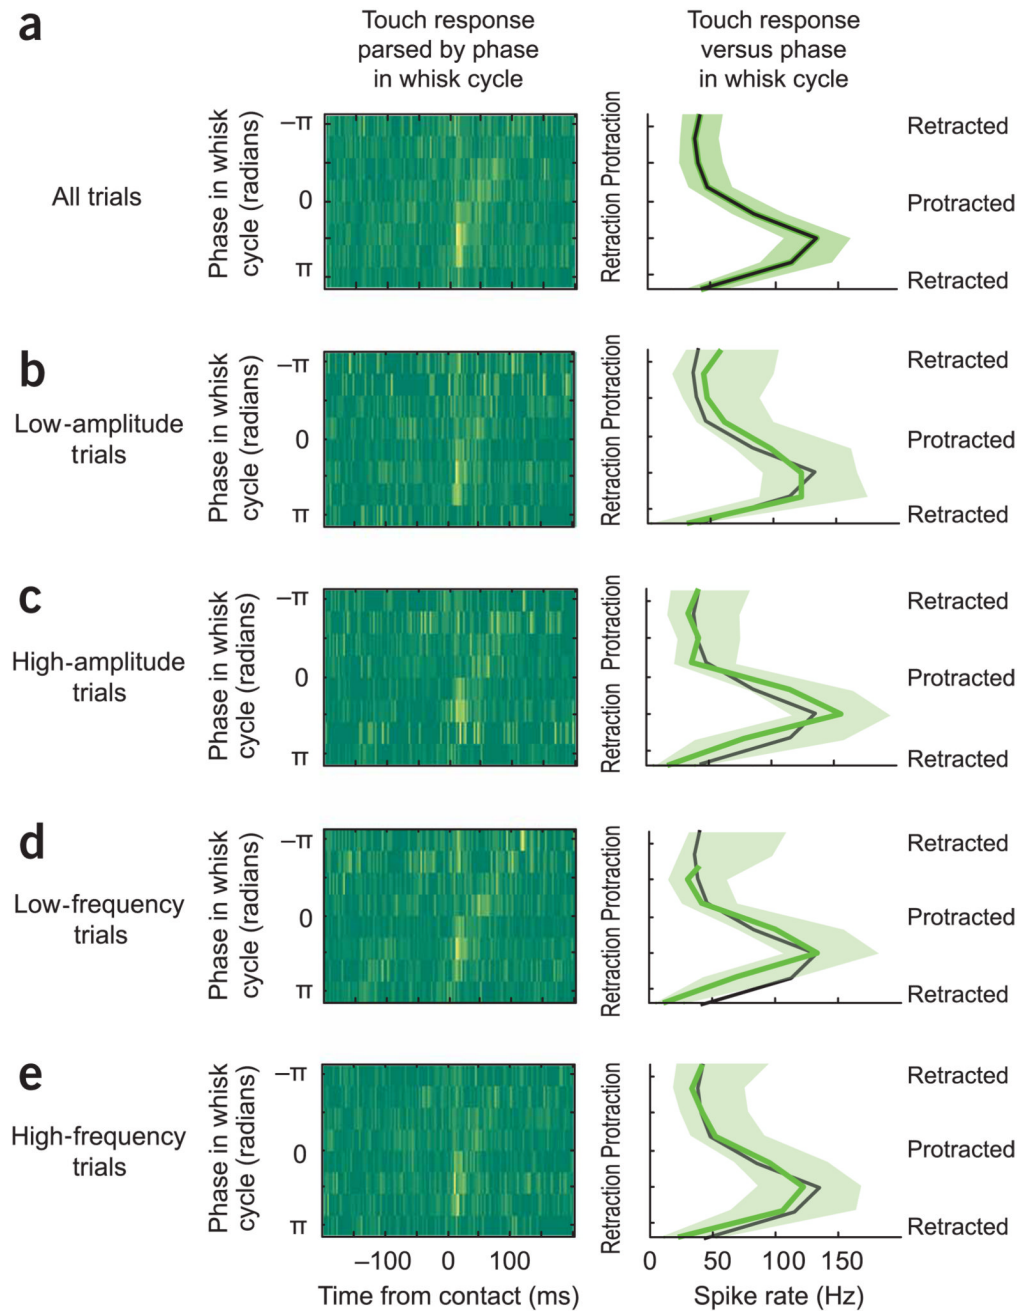 a
Touch response
parsed by phase
in whisk cycle
Touch response
versus phase
in whisk cycle
All trials
Phase in whisk
cycle (radians)
–π
0
π
Retraction Protraction
Retracted
Protracted
Retracted
b
Low-amplitude
trials
Phase in whisk
cycle (radians)
–π
0
π
Retraction Protraction
Retracted
Protracted
Retracted
c
High-amplitude
trials
Phase in whisk
cycle (radians)
–π
0
π
Retraction Protraction
Retracted
Protracted
Retracted
d
Low-frequency
trials
Phase in whisk
cycle (radians)
–π
0
π
Retraction Protraction
Retracted
Protracted
Retracted
e
High-frequency
trials
Phase in whisk
cycle (radians)
–π
0
π
Retraction Protraction
Retracted
Protracted
Retracted
–100 0 100
Time from contact (ms)
0 50 100 150
Spike rate (Hz)